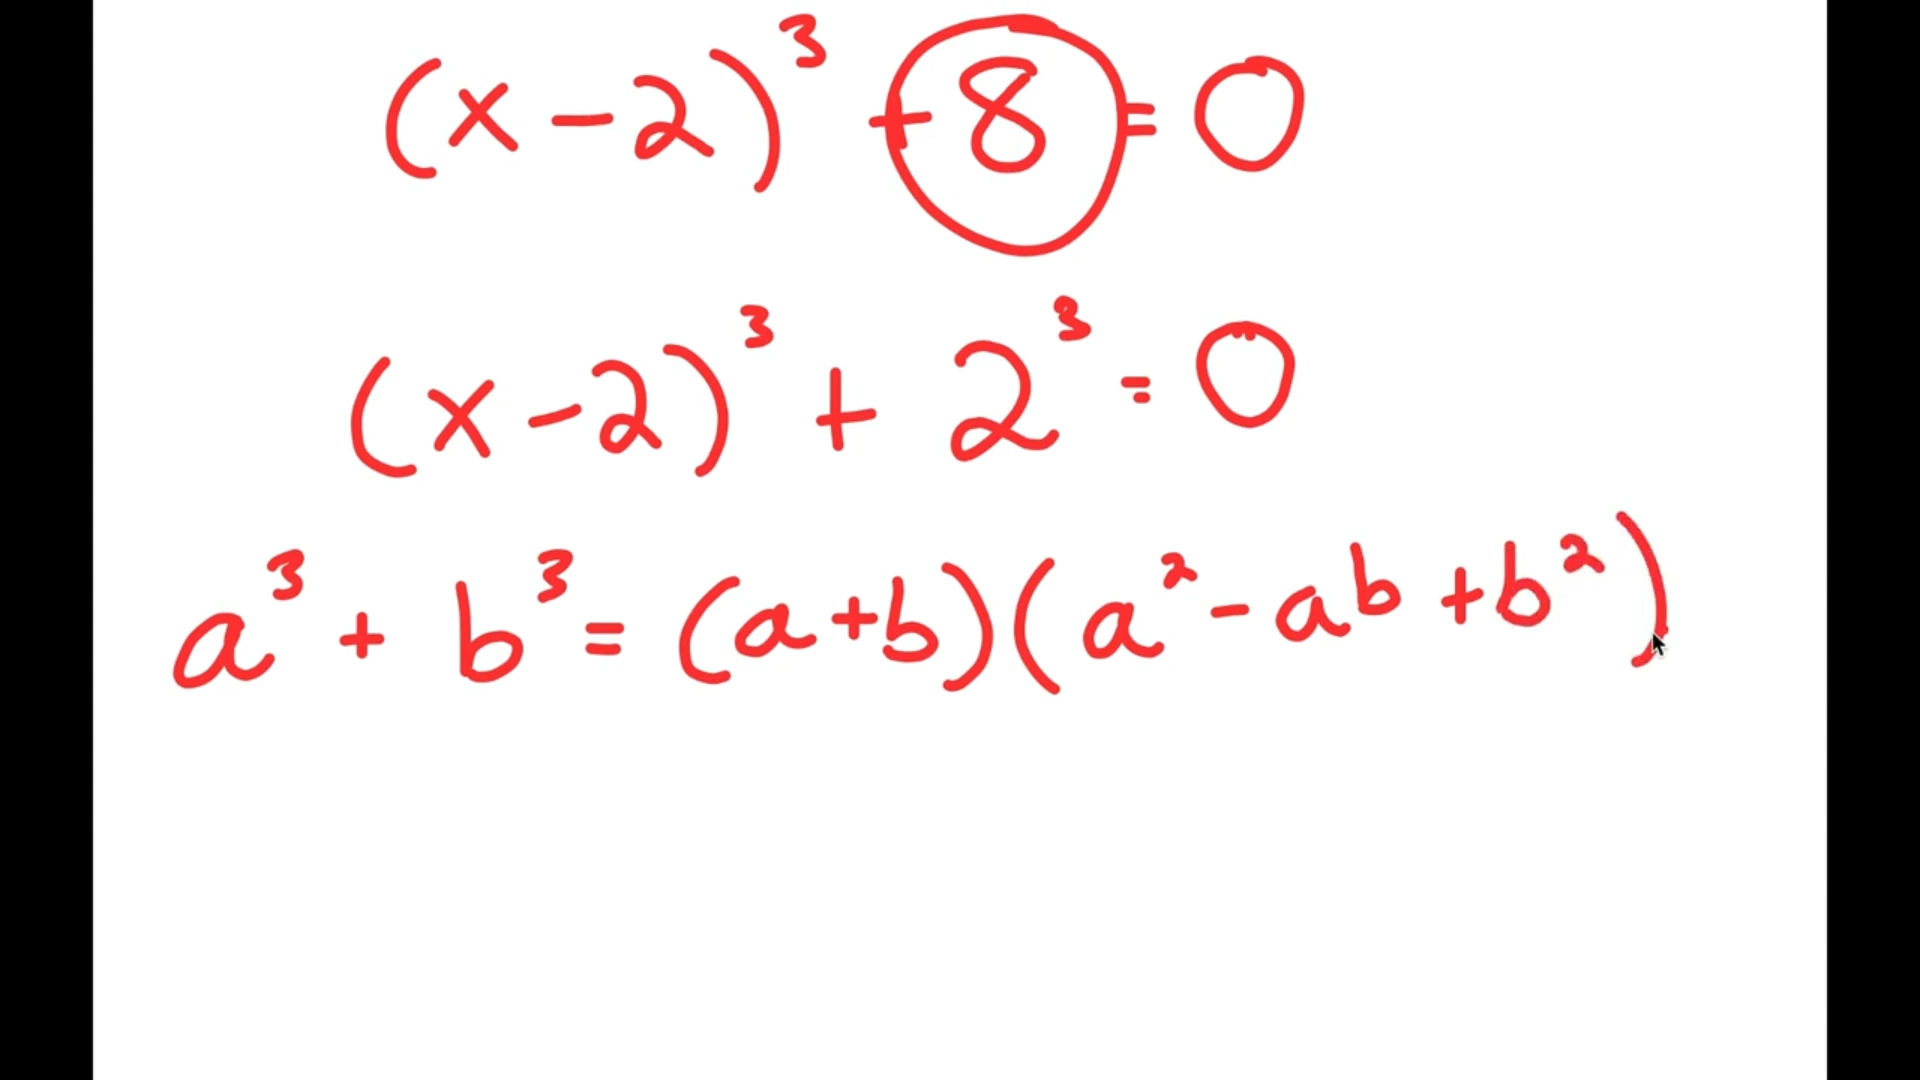 (x-2)³ + 8 = 0
(x-2)³ + 2³ = 0
a³ + b³ = (a+b)(a² - ab + b²)